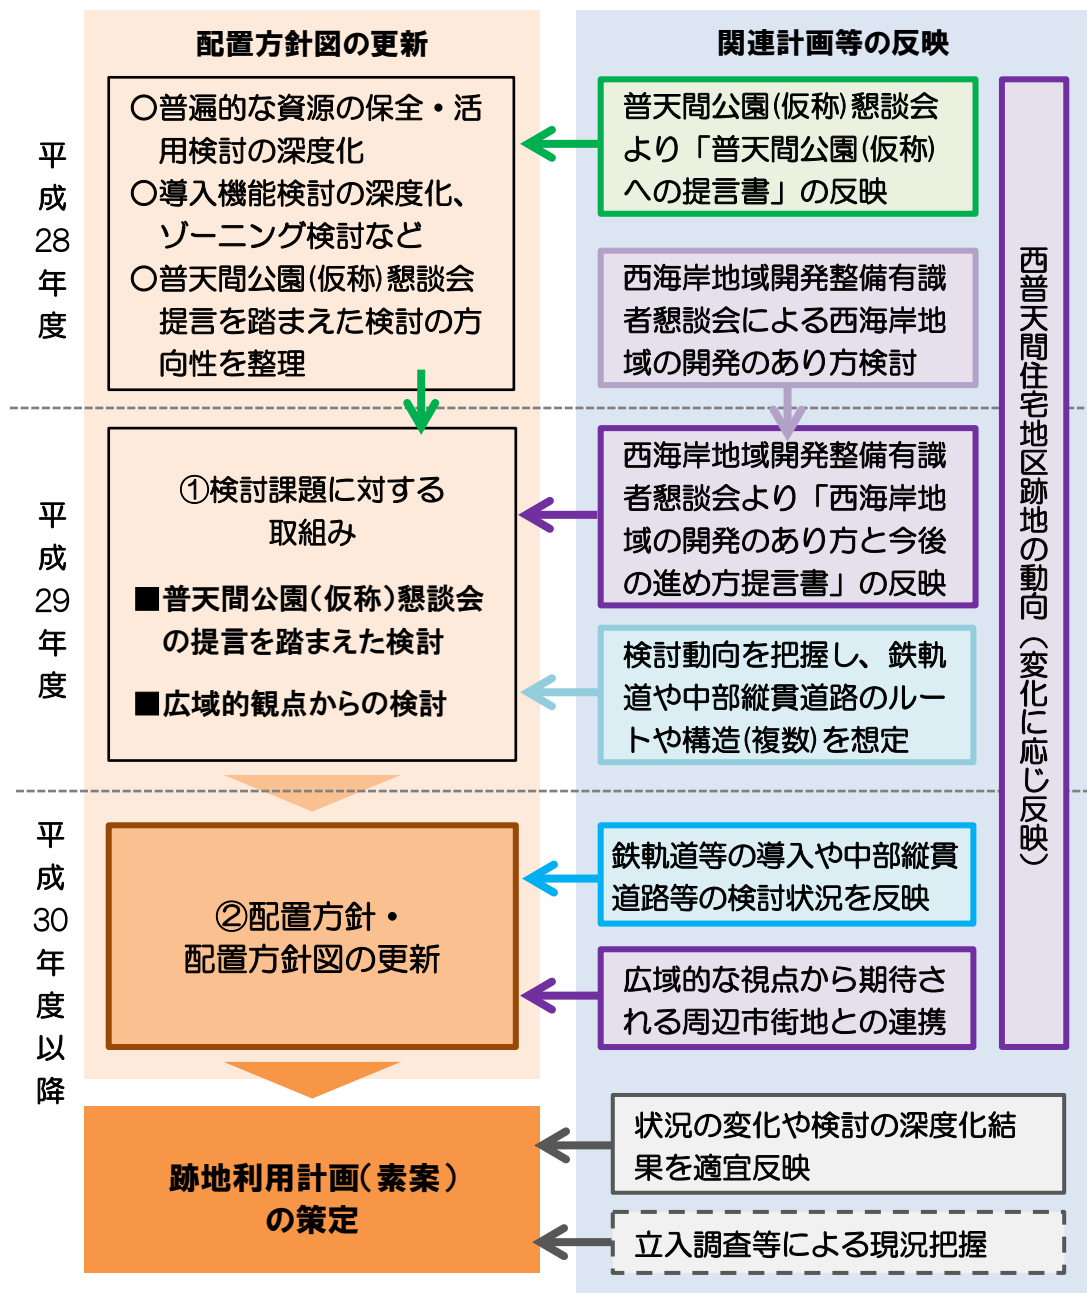 配置方針図の更新
関連計画等の反映
平成28年度
〇普遍的な資源の保全・活
用検討の深度化
〇導入機能検討の深度化、
ゾーニング検討など
〇普天間公園(仮称)懇談会
提言を踏まえた検討の方
向性を整理
普天間公園(仮称)懇談会
より「普天間公園(仮称)
への提言書」の反映
西海岸地域開発整備有識
者懇談会による西海岸地
域の開発のあり方検討
西普天間住宅地区跡地の動向（変化に応じ反映）
平成29年度
①検討課題に対する
取組み
■普天間公園（仮称）懇談会
の提言を踏まえた検討
■広域的観点からの検討
西海岸地域開発整備有識
者懇談会より「西海岸地
域の開発のあり方と今後
の進め方提言書」の反映
検討動向を把握し、鉄軌
道や中部縦貫道路のルー
トや構造(複数)を想定
平成30年度以降
②配置方針・
配置方針図の更新
鉄軌道等の導入や中部縦貫
道路等の検討状況を反映
広域的な視点から期待さ
れる周辺市街地との連携
跡地利用計画（素案）
の策定
状況の変化や検討の深度化結
果を適宜反映
立入調査等による現況把握